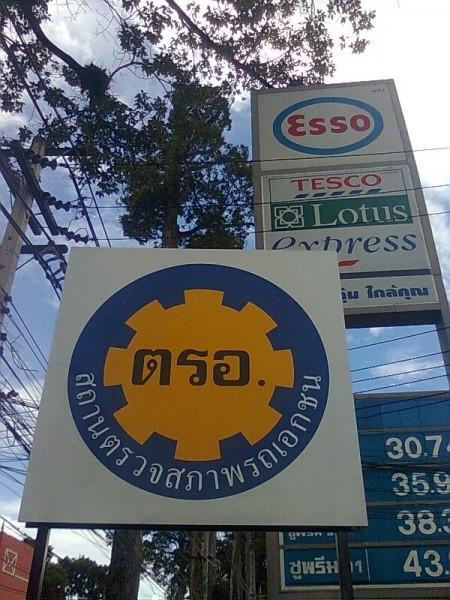 Esso
TESCO
Lotus
express
ใกล้คุณ
ตรอ.
สถานตรวจสภาพรถเอกชน
30.74
35.9
38.3
ซูพรีม
43.